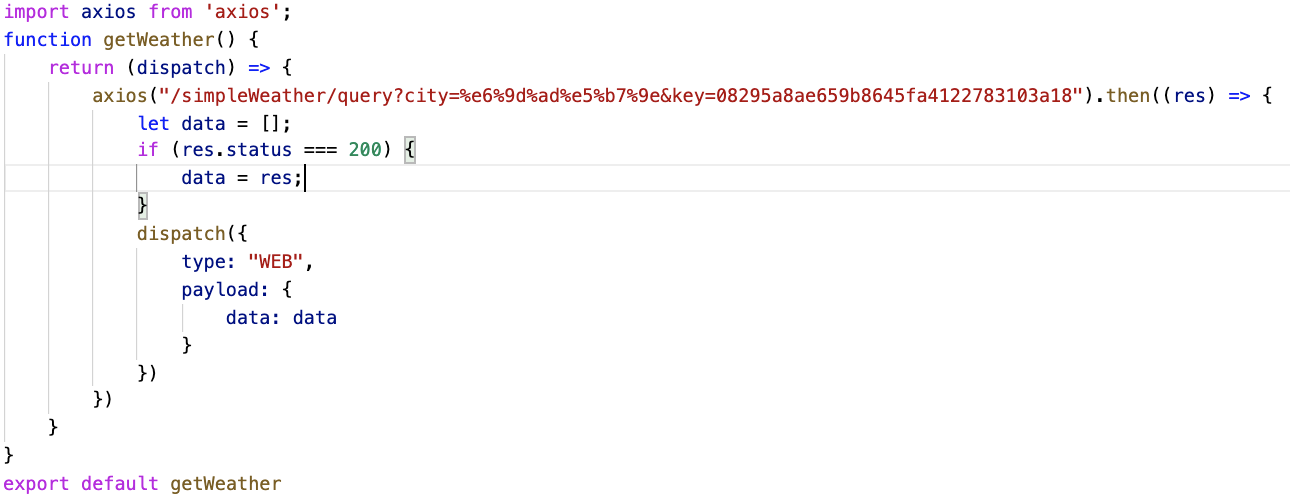 import axios from 'axios';
function getWeather() {
    return (dispatch) => {
        axios("/simpleWeather/query?city=%e6%9d%ad%e5%b7%9e&key=08295a8ae659b8645fa4122783103a18").then((res) => {
            let data = [];
            if (res.status === 200) {
                data = res;
            }
            dispatch({
                type: "WEB",
                payload: {
                    data: data
                }
            })
        })
    }
}
export default getWeather